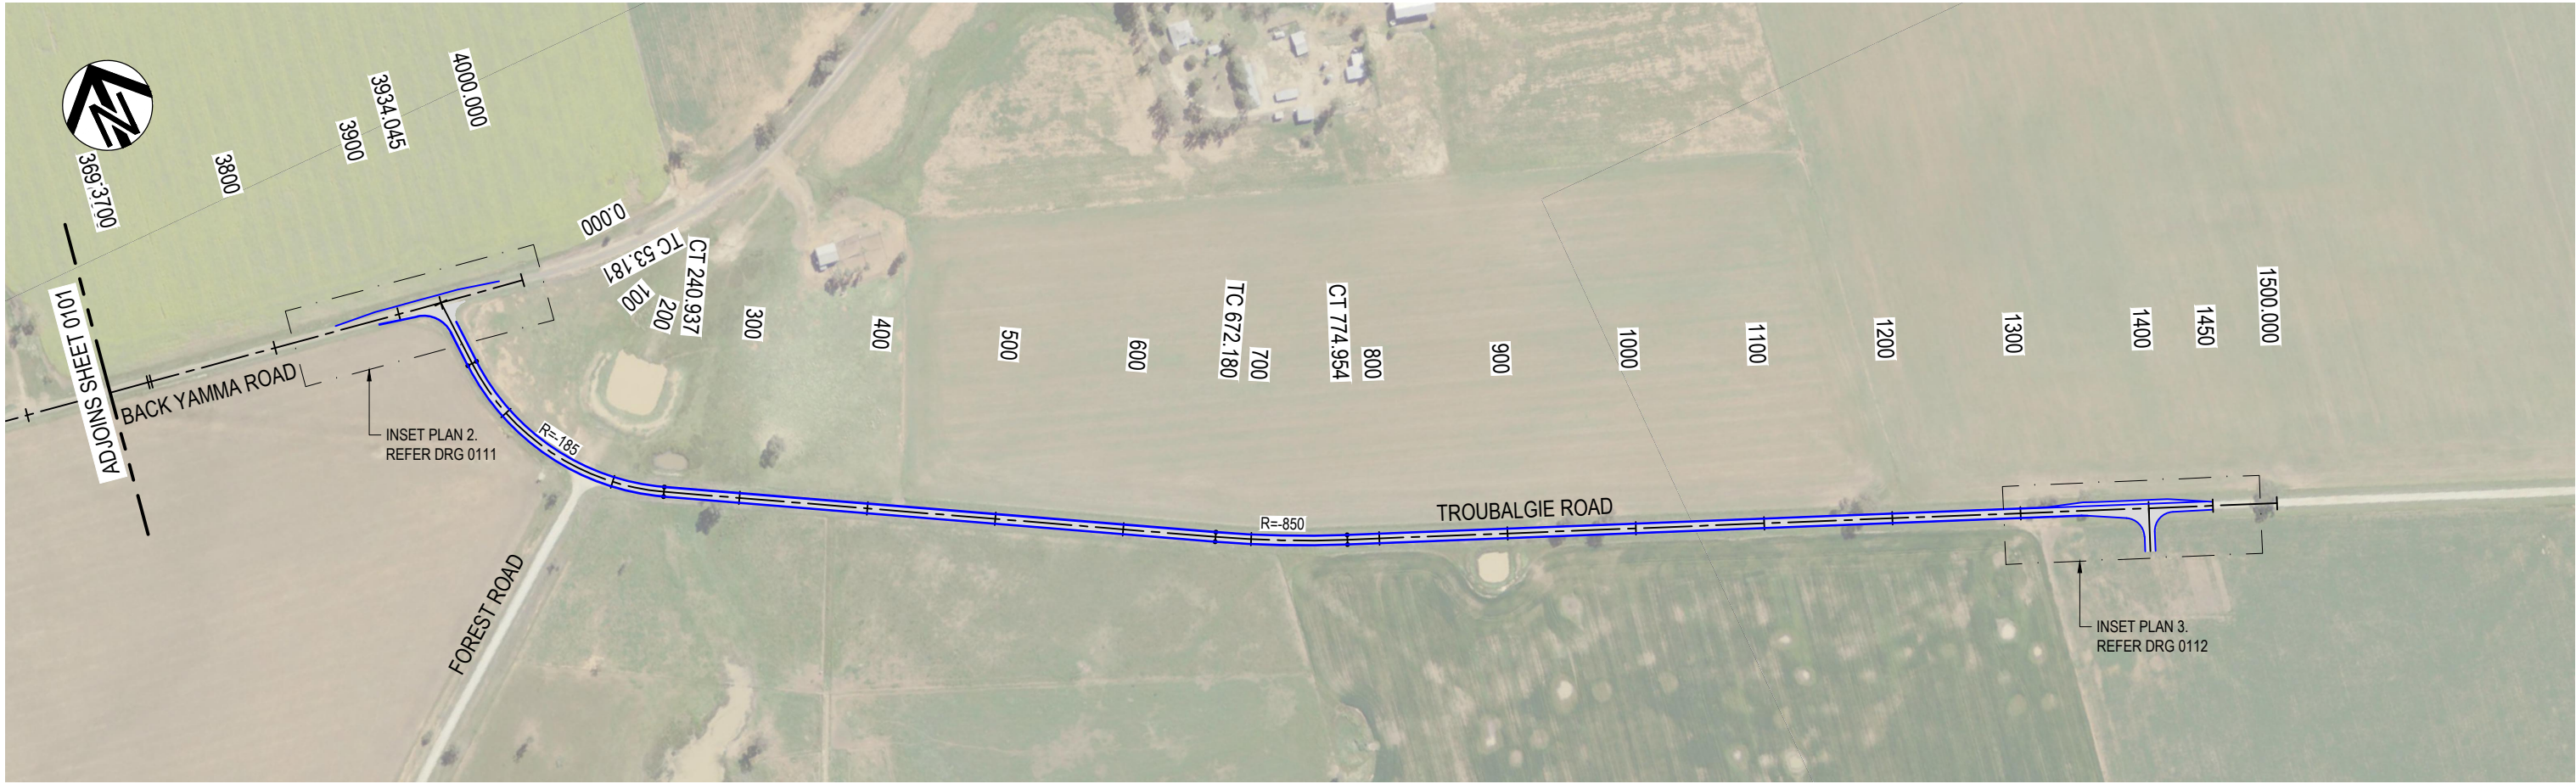 N
369
3700
3800
3900
3934.045
4000.000
ADJOINS SHEET 0101
BACK YAMMA ROAD
INSET PLAN 2.
REFER DRG 0111
0.000
TC 53.181
100
200
CT 240.937
300
400
500
600
TC 672.180
700
CT 774.954
800
900
1000
1100
1200
1300
1400
1450
1500.000
R=-185
R=-850
TROUBALGIE ROAD
FOREST ROAD
INSET PLAN 3.
REFER DRG 0112